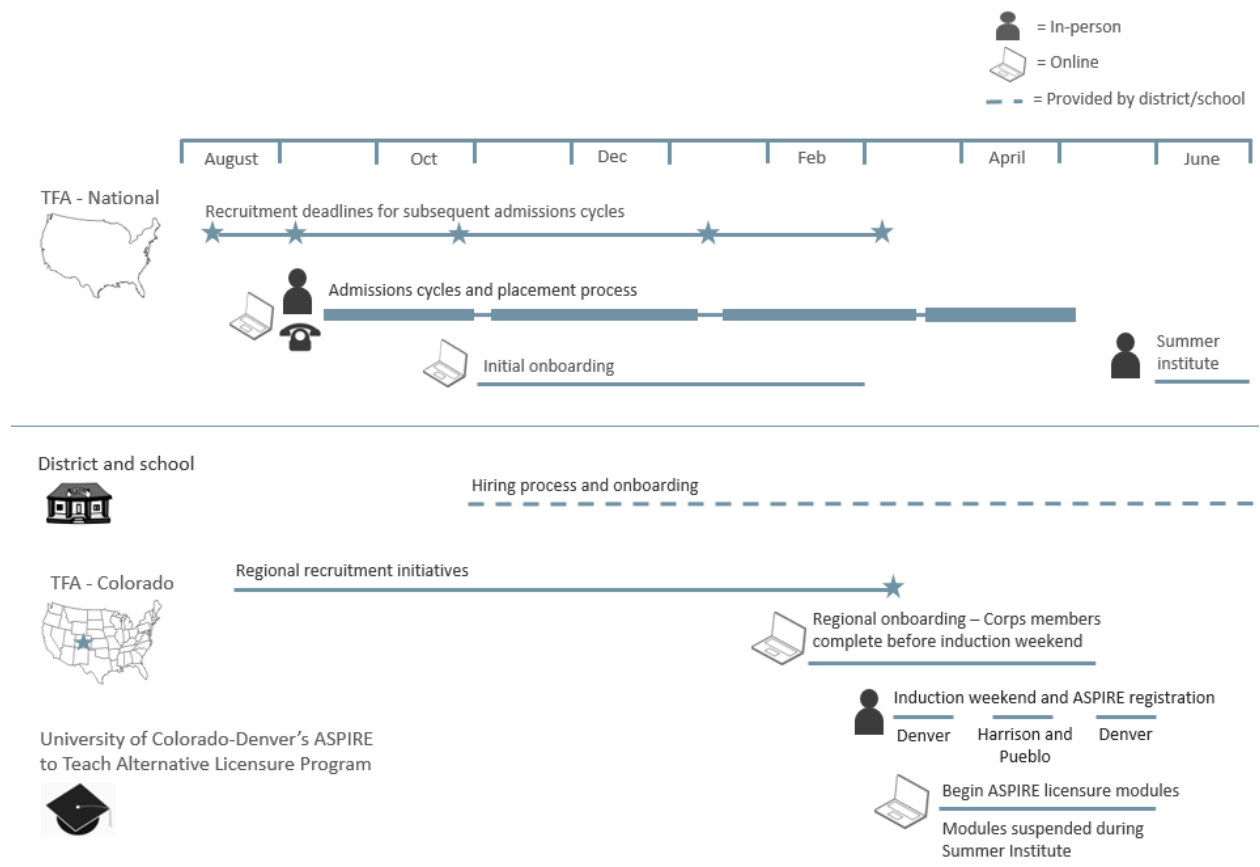 = In-person
= Online
= Provided by district/school
August
Oct
Dec
Feb
April
June
TFA - National
Recruitment deadlines for subsequent admissions cycles
Admissions cycles and placement process
Initial onboarding
Summer
institute
District and school
Hiring process and onboarding
TFA - Colorado
Regional recruitment initiatives
Regional onboarding – Corps members
complete before induction weekend
Induction weekend and ASPIRE registration
Denver
Harrison and
Pueblo
Denver
University of Colorado-Denver’s ASPIRE
to Teach Alternative Licensure Program
Begin ASPIRE licensure modules
Modules suspended during
Summer Institute